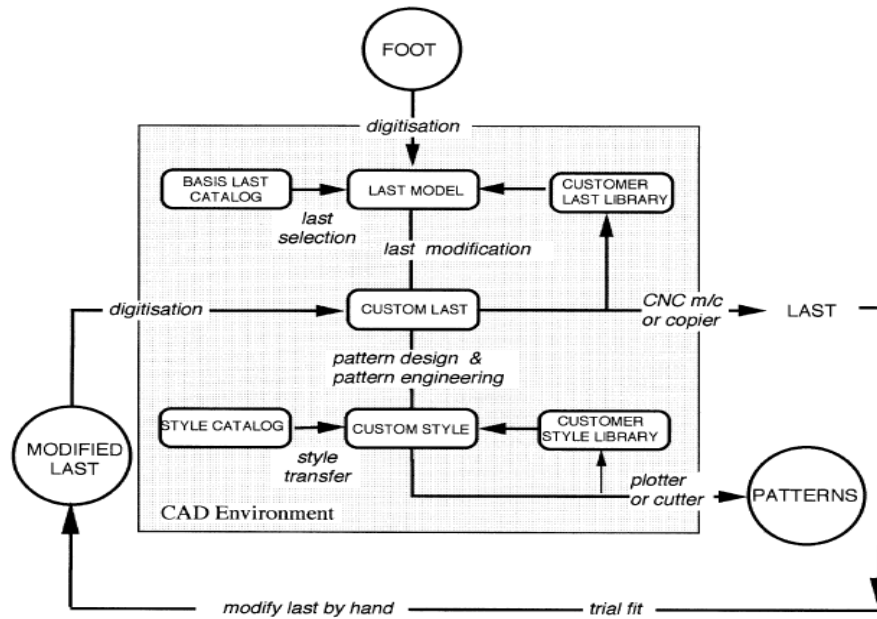 FOOT
digitisation
BASIS LAST
CATALOG
LAST MODEL
CUSTOMER
LAST LIBRARY
last
selection
last modification
digitisation
CUSTOM LAST
CNC m/c
or copier
LAST
pattern design &
pattern engineering
STYLE CATALOG
CUSTOM STYLE
CUSTOMER
STYLE LIBRARY
MODIFIED
LAST
style
transfer
plotter
or cutter
PATTERNS
CAD Environment
modify last by hand
trial fit